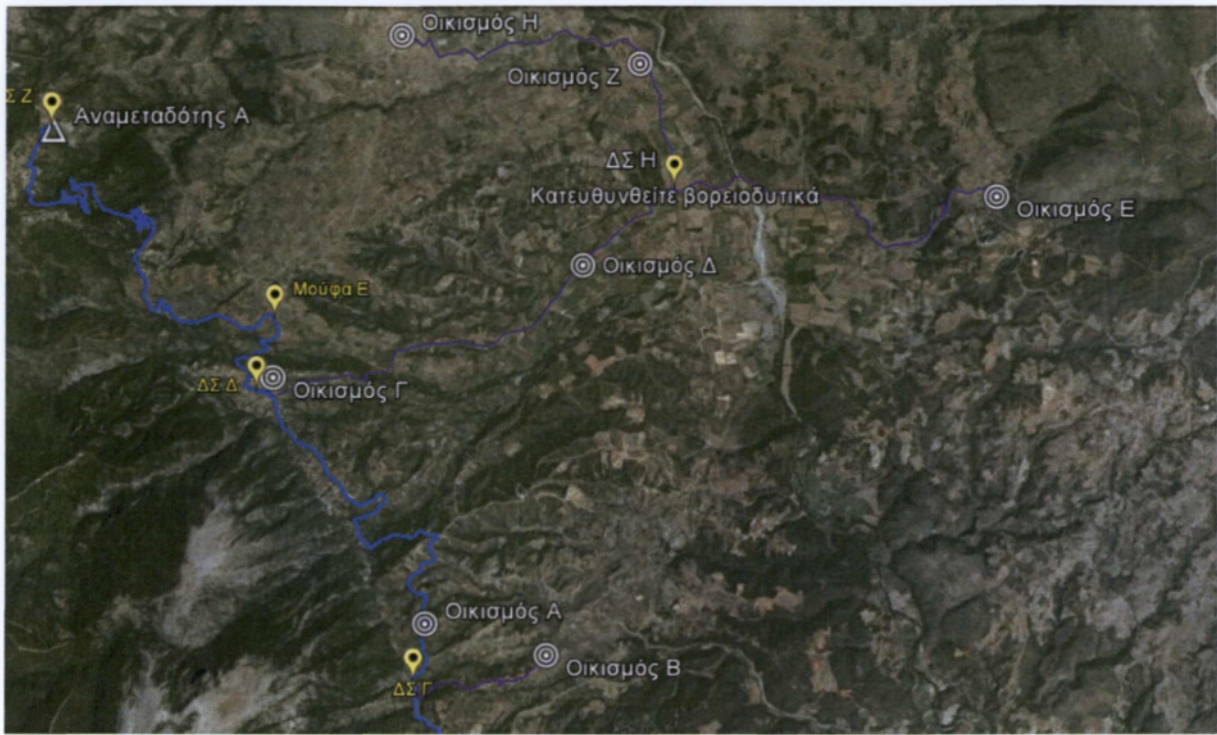 Οικισμός Η
Οικισμός Ζ
Σ Ζ
Αναμεταδότης Α
ΔΣ Η
Κατευθυνθείτε βορειοδυτικά
Οικισμός Ε
Οικισμός Δ
Μούφα Ε
ΔΣ Δ
Οικισμός Γ
Οικισμός Α
Οικισμός Β
ΔΣ Γ